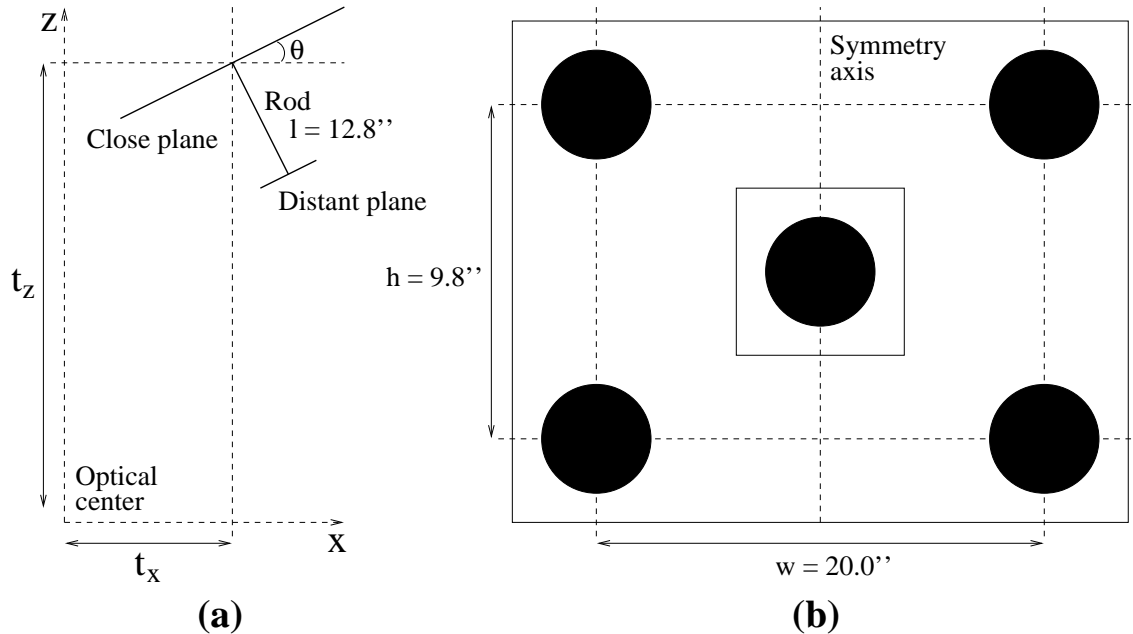 z
θ
Rod
l = 12.8’’
Close plane
Distant plane
t_z
Optical
center
x
t_x
(a)
Symmetry
axis
h = 9.8’’
w = 20.0’’
(b)